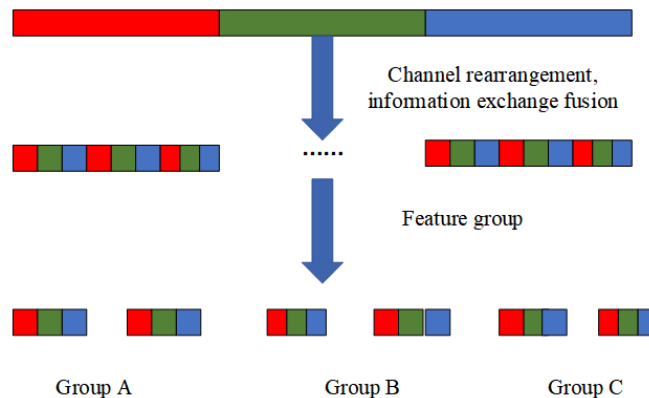 Channel rearrangement,
information exchange fusion
......
Feature group
Group A
Group B
Group C